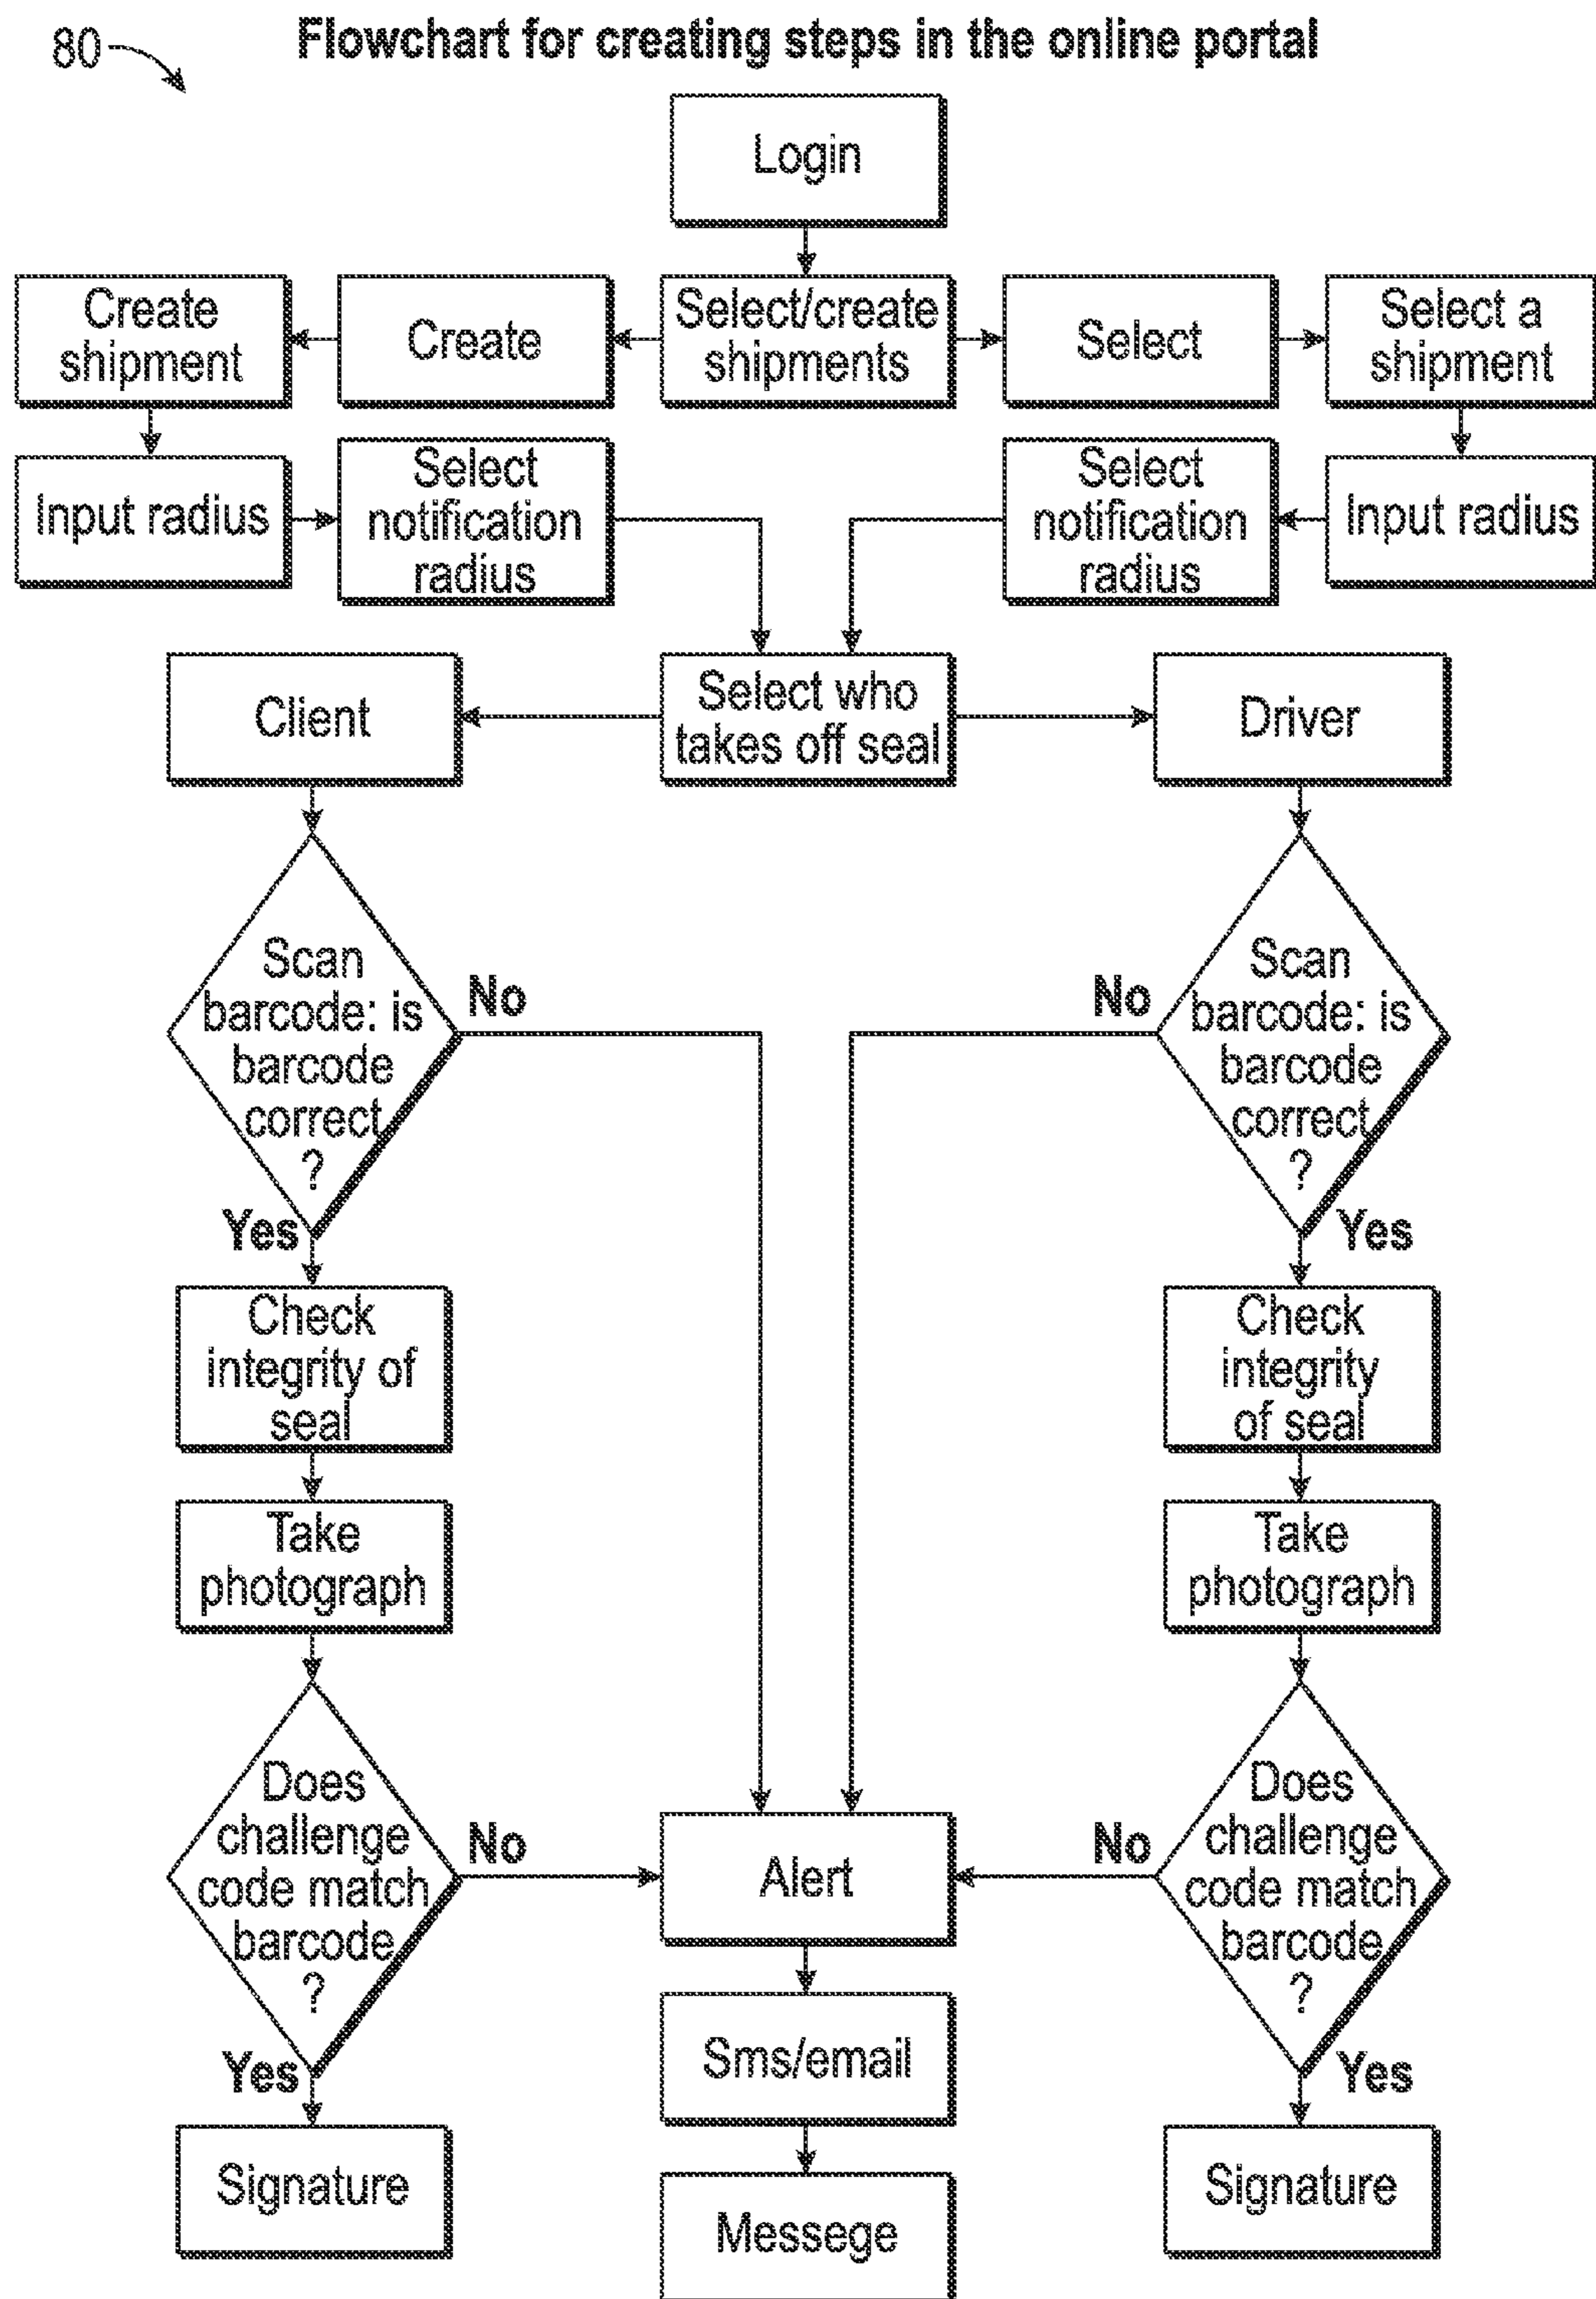 80
Flowchart for creating steps in the online portal
Login
Create
shipment
Create
Select/create
shipments
Select
Select a
shipment
Input radius
Select
notification
radius
Select
notification
radius
Input radius
Client
Select who
takes off seal
Driver
Scan
barcode: is
barcode
correct
?
No
Yes
No
Scan
barcode: is
barcode
correct
?
Yes
Check
integrity of
seal
Check
integrity
of seal
Take
photograph
Take
photograph
Does
challenge
code match
barcode
?
No
Yes
Alert
No
Does
challenge
code match
barcode
?
Yes
Sms/email
Signature
Messege
Signature